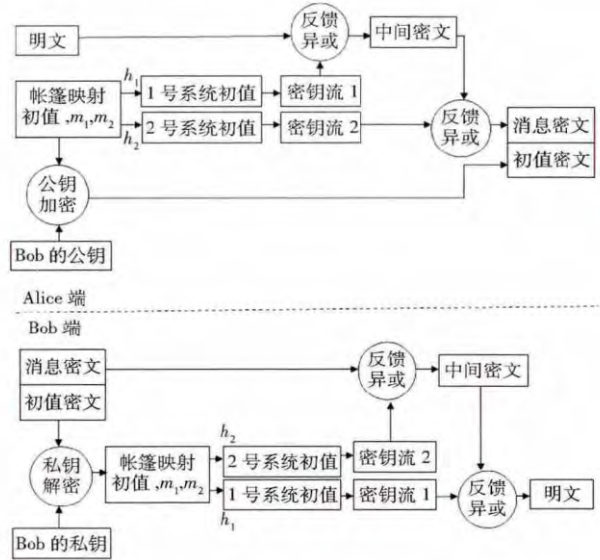 明文
反馈
异或
中间密文
帐篷映射
初值,m₁,m₂
h₁
1号系统初值
密钥流1
h₂
2号系统初值
密钥流2
反馈
异或
消息密文
初值密文
公钥
加密
Bob的公钥
Alice端
Bob端
消息密文
初值密文
反馈
异或
中间密文
私钥
解密
帐篷映射
初值,m₁,m₂
h₂
2号系统初值
密钥流2
h₁
1号系统初值
密钥流1
反馈
异或
明文
Bob的私钥